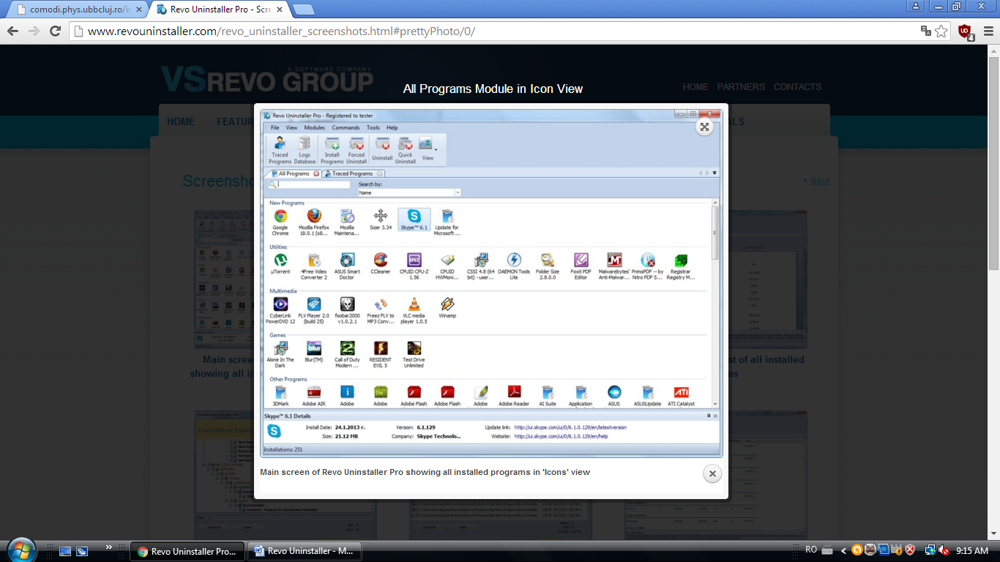 comodi.phys.ubbcluj.ro/i
Revo Uninstaller Pro - Scre
www.revouninstaller.com/revo_uninstaller_screenshots.html#prettyPhoto/0/
4
A SOFTWARE COMPANY
VSREVO GROUP
HOME PARTNERS CONTACTS
All Programs Module in Icon View
HOME FEATUR ALS
Screensho
Back
Revo Uninstaller Pro - Registered to tester
File View Modules Commands Tools Help
Traced Programs Logs Database Install Programs Forced Uninstall Uninstall Quick Uninstall View
All Programs Traced Programs
Search by:
Name
New Programs
Google Chrome Mozilla Firefox 18.0.1 (x8... Mozilla Maintena... Sizer 3.34 Skype™ 6.1 Update for Microsoft ...
Utilities
µTorrent 4Free Video Converter 2 ASUS Smart Doctor CCleaner CPUID CPU-Z 1.56 CPUID HWMoni... CSSI 4.8 (64 bit) - user... DAEMON Tools Lite Folder Size 2.8.0.0 Foxit PDF Editor Malwarebytes' Anti-Malwar... PrimoPDF -- by Nitro PDF S... Registrar Registry M...
Multimedia
CyberLink PowerDVD 12 FLV Player 2.0 (build 25) foobar2000 v1.0.2.1 Freez FLV to MP3 Conv... VLC media player 1.0.5 Winamp
Games
Alone In The Dark Blur(TM) Call of Duty Modern ... RESIDENT EVIL 5 Test Drive Unlimited
Other Programs
3DMark Adobe AIR Adobe Adobe Adobe Flash Adobe Flash Adobe Adobe Reader AI Suite Application ASUS ASUSUpdate ATI Catalyst
Skype™ 6.1 Details
Install Date: 24.1.2013 г. Version: 6.1.129 Update link: http://ui.skype.com/ui/0/6.1.0.129/en/latestversion
Size: 21.12 MB Company: Skype Technolo... Website: http://ui.skype.com/ui/0/6.1.0.129/en/help
Installations: 251
Main screen of Revo Uninstaller Pro showing all installed programs in 'Icons' view
Main scree
showing all in
st of all installed
ns
Revo Uninstaller Pro...
Revo Uninstaller - M...
RO
9:15 AM